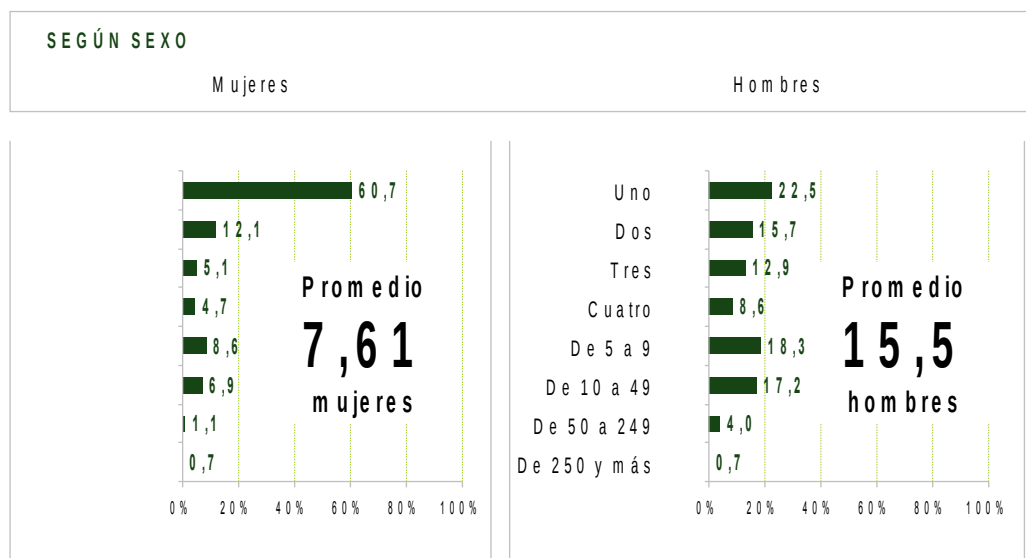 SEGÚN SEXO
Mujeres
Hombres
60,7
12,1
5,1
4,7
8,6
6,9
1,1
0,7
Promedio
7,61
mujeres
0% 20% 40% 60% 80% 100%
Uno 22,5
Dos 15,7
Tres 12,9
Cuatro 8,6
De 5 a 9 18,3
De 10 a 49 17,2
De 50 a 249 4,0
De 250 y más 0,7
Promedio
15,5
hombres
0% 20% 40% 60% 80% 100%